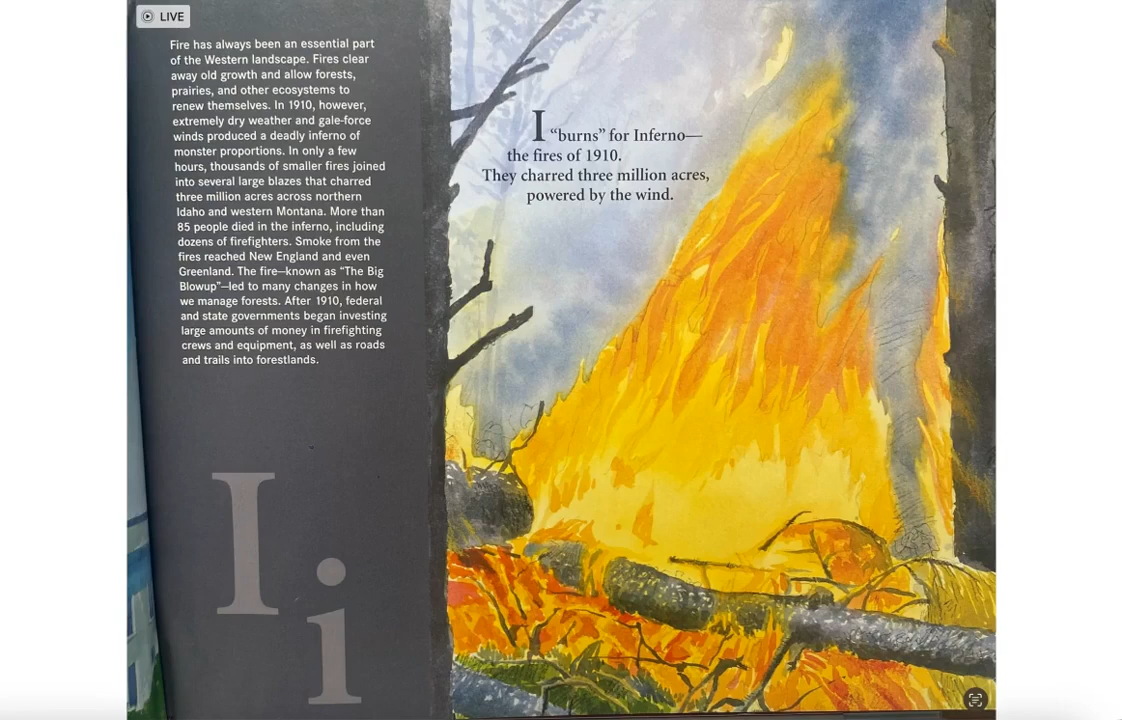 LIVE
Fire has always been an essential part
of the Western landscape. Fires clear
away old growth and allow forests,
prairies, and other ecosystems to
renew themselves. In 1910, however,
extremely dry weather and gale-force
winds produced a deadly inferno of
monster proportions. In only a few
hours, thousands of smaller fires joined
into several large blazes that charred
three million acres across northern
Idaho and western Montana. More than
85 people died in the inferno, including
dozens of firefighters. Smoke from the
fires reached New England and even
Greenland. The fire—known as “The Big
Blowup”—led to many changes in how
we manage forests. After 1910, federal
and state governments began investing
large amounts of money in firefighting
crews and equipment, as well as roads
and trails into forestlands.
I i
I “burns” for Inferno—
the fires of 1910.
They charred three million acres,
powered by the wind.